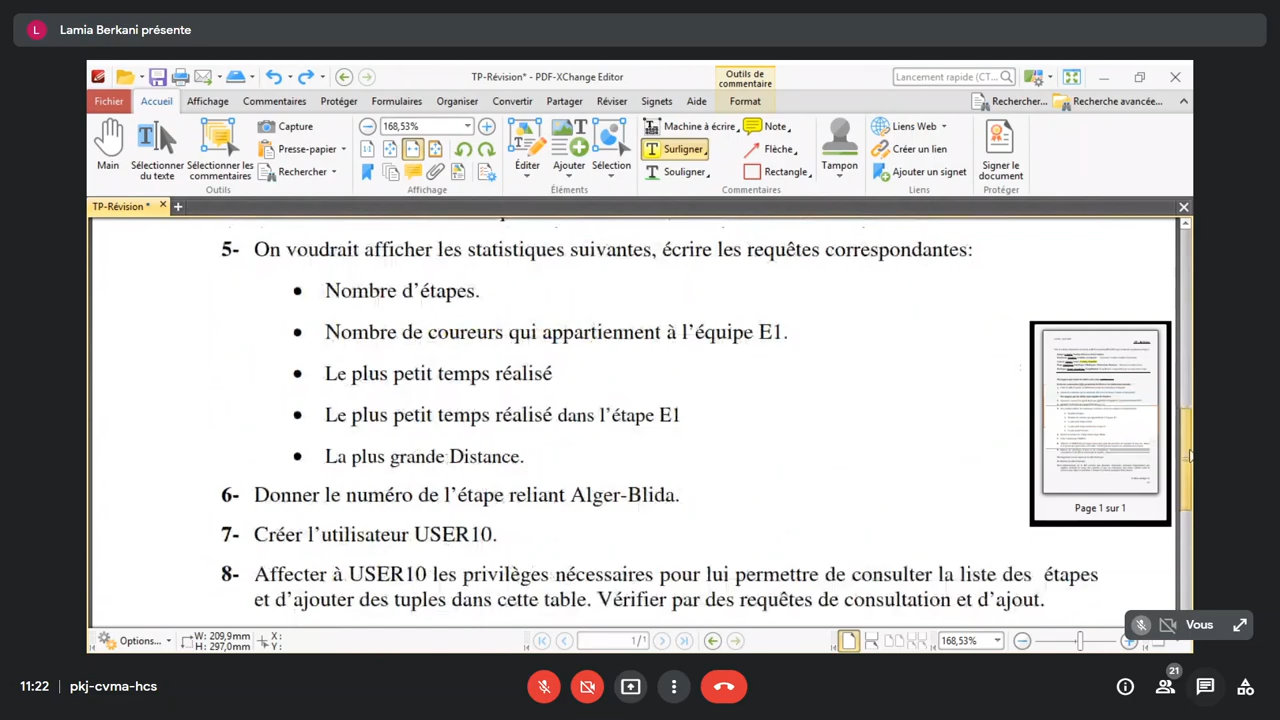 L
Lamia Berkani présente
TP-Révision* - PDF-XChange Editor
Outils de
commentaire
Lancement rapide (CT...
Fichier
Accueil
Affichage
Commentaires
Protéger
Formulaires
Organiser
Convertir
Partager
Réviser
Signets
Aide
Format
Rechercher...
Recherche avancée...
Main
Sélectionner
du texte
Sélectionner les
commentaires
Outils
Capture
Presse-papier
Rechercher
168,53%
Affichage
Éditer
Ajouter
Sélection
Éléments
Machine à écrire
Surligner
Souligner
Note
Flèche
Rectangle
Tampon
Commentaires
Liens Web
Créer un lien
Ajouter un signet
Liens
Signer le
document
Protéger
TP-Révision *
5- On voudrait afficher les statistiques suivantes, écrire les requêtes correspondantes:
• Nombre d'étapes.
• Nombre de coureurs qui appartiennent à l'équipe E1.
• Le plus petit temps réalisé
• Le plus petit temps réalisé dans l'étape E1
• La plus grande Distance.
6- Donner le numéro de l'étape reliant Alger-Blida.
7- Créer l'utilisateur USER10.
8- Affecter à USER10 les privilèges nécessaires pour lui permettre de consulter la liste des étapes
et d'ajouter des tuples dans cette table. Vérifier par des requêtes de consultation et d'ajout.
Page 1 sur 1
Vous
Options...
W: 209,9mm
H: 297,0mm
X:
Y:
1/1
168,53%
11:22 | pkj-cvma-hcs
21